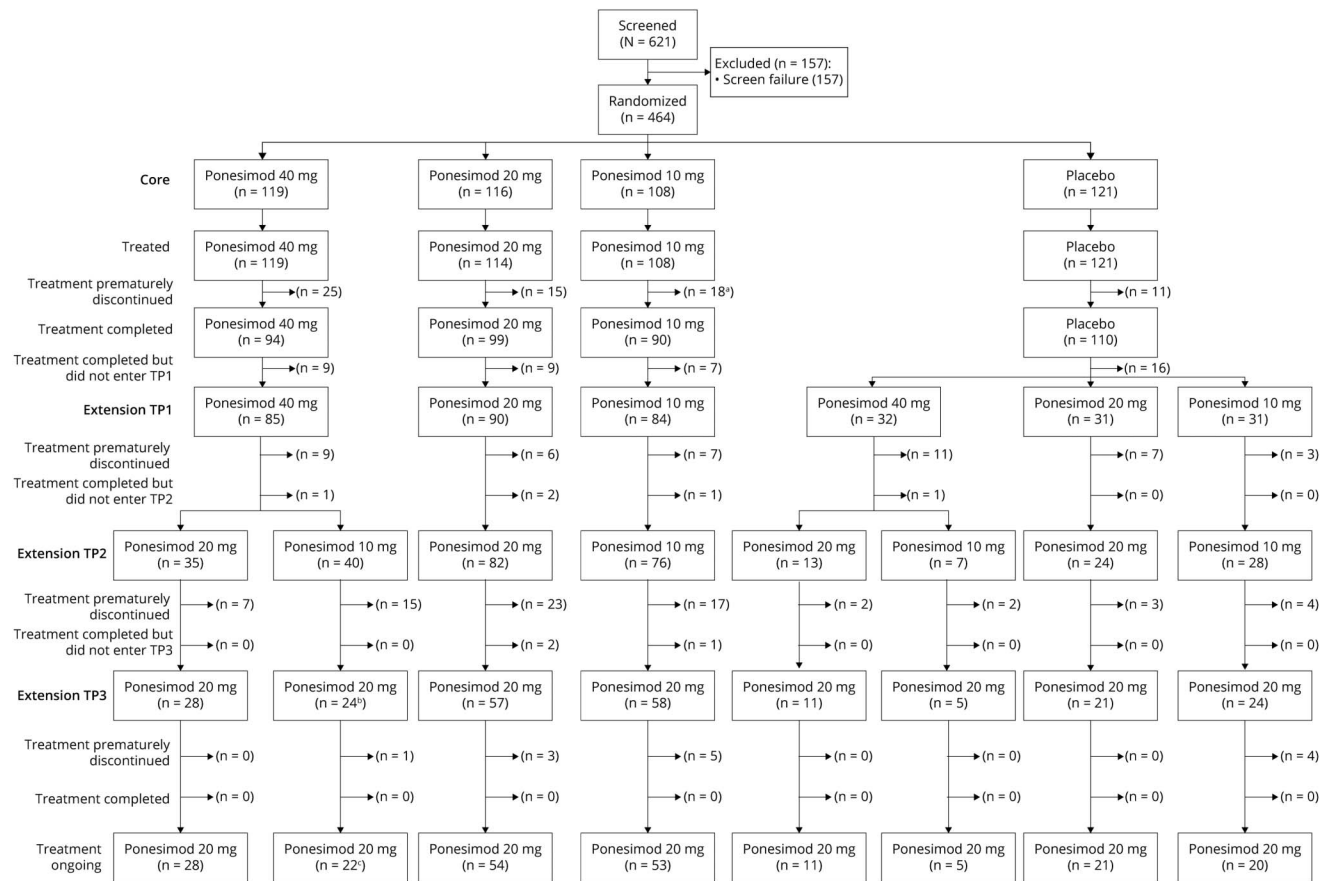 Screened
(N = 621)
Excluded (n = 157):
• Screen failure (157)
Randomized
(n = 464)
Core
Ponesimod 40 mg
(n = 119)
Ponesimod 20 mg
(n = 116)
Ponesimod 10 mg
(n = 108)
Placebo
(n = 121)
Treated
Ponesimod 40 mg
(n = 119)
Ponesimod 20 mg
(n = 114)
Ponesimod 10 mg
(n = 108)
Placebo
(n = 121)
Treatment prematurely
discontinued
(n = 25)
(n = 15)
(n = 18ᵃ)
(n = 11)
Treatment completed
Ponesimod 40 mg
(n = 94)
Ponesimod 20 mg
(n = 99)
Ponesimod 10 mg
(n = 90)
Placebo
(n = 110)
Treatment completed but
did not enter TP1
(n = 9)
(n = 9)
(n = 7)
(n = 16)
Extension TP1
Ponesimod 40 mg
(n = 85)
Ponesimod 20 mg
(n = 90)
Ponesimod 10 mg
(n = 84)
Ponesimod 40 mg
(n = 32)
Ponesimod 20 mg
(n = 31)
Ponesimod 10 mg
(n = 31)
Treatment prematurely
discontinued
(n = 9)
(n = 6)
(n = 7)
(n = 11)
(n = 7)
(n = 3)
Treatment completed but
did not enter TP2
(n = 1)
(n = 2)
(n = 1)
(n = 1)
(n = 0)
(n = 0)
Extension TP2
Ponesimod 20 mg
(n = 35)
Ponesimod 10 mg
(n = 40)
Ponesimod 20 mg
(n = 82)
Ponesimod 10 mg
(n = 76)
Ponesimod 20 mg
(n = 13)
Ponesimod 10 mg
(n = 7)
Ponesimod 20 mg
(n = 24)
Ponesimod 10 mg
(n = 28)
Treatment prematurely
discontinued
(n = 7)
(n = 15)
(n = 23)
(n = 17)
(n = 2)
(n = 2)
(n = 3)
(n = 4)
Treatment completed but
did not enter TP3
(n = 0)
(n = 0)
(n = 2)
(n = 1)
(n = 0)
(n = 0)
(n = 0)
(n = 0)
Extension TP3
Ponesimod 20 mg
(n = 28)
Ponesimod 20 mg
(n = 24ᵇ)
Ponesimod 20 mg
(n = 57)
Ponesimod 20 mg
(n = 58)
Ponesimod 20 mg
(n = 11)
Ponesimod 20 mg
(n = 5)
Ponesimod 20 mg
(n = 21)
Ponesimod 20 mg
(n = 24)
Treatment prematurely
discontinued
(n = 0)
(n = 1)
(n = 3)
(n = 5)
(n = 0)
(n = 0)
(n = 0)
(n = 4)
Treatment completed
(n = 0)
(n = 0)
(n = 0)
(n = 0)
(n = 0)
(n = 0)
(n = 0)
(n = 0)
Treatment
ongoing
Ponesimod 20 mg
(n = 28)
Ponesimod 20 mg
(n = 22ᶜ)
Ponesimod 20 mg
(n = 54)
Ponesimod 20 mg
(n = 53)
Ponesimod 20 mg
(n = 11)
Ponesimod 20 mg
(n = 5)
Ponesimod 20 mg
(n = 21)
Ponesimod 20 mg
(n = 20)